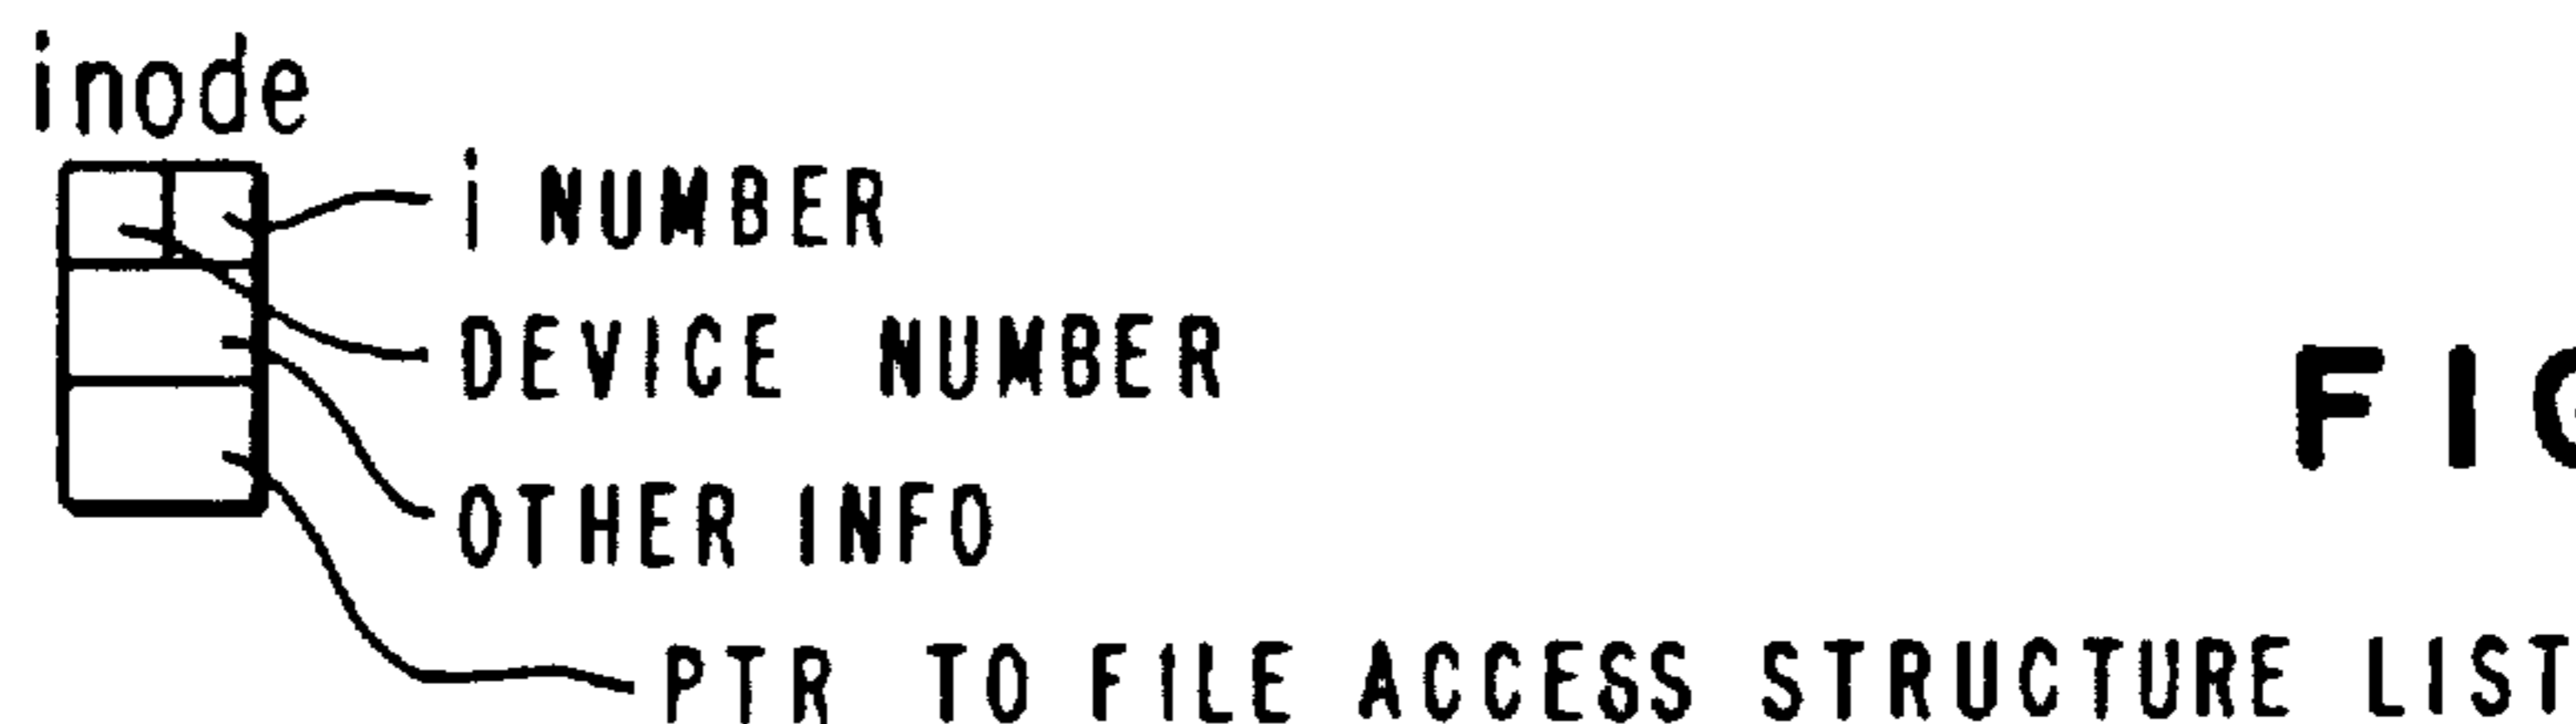 inode
i NUMBER
DEVICE NUMBER
OTHER INFO
PTR TO FILE ACCESS STRUCTURE LIST